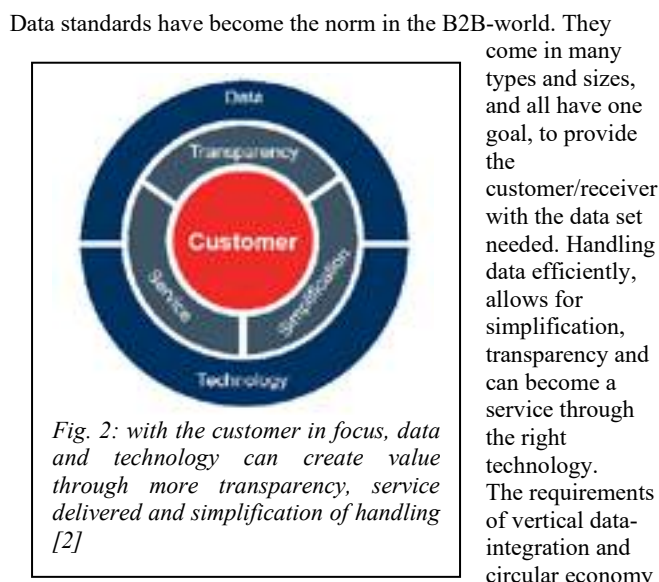 Data standards have become the norm in the B2B-world. They
come in many
types and sizes,
and all have one
goal, to provide
the
customer/receiver
with the data set
needed. Handling
data efficiently,
allows for
simplification,
transparency and
can become a
service through
the right
technology.
The requirements
of vertical data-
integration and
circular economy
Data
Transparency
Customer
Service
Simplification
Technology
Fig. 2: with the customer in focus, data
and technology can create value
through more transparency, service
delivered and simplification of handling
[2]